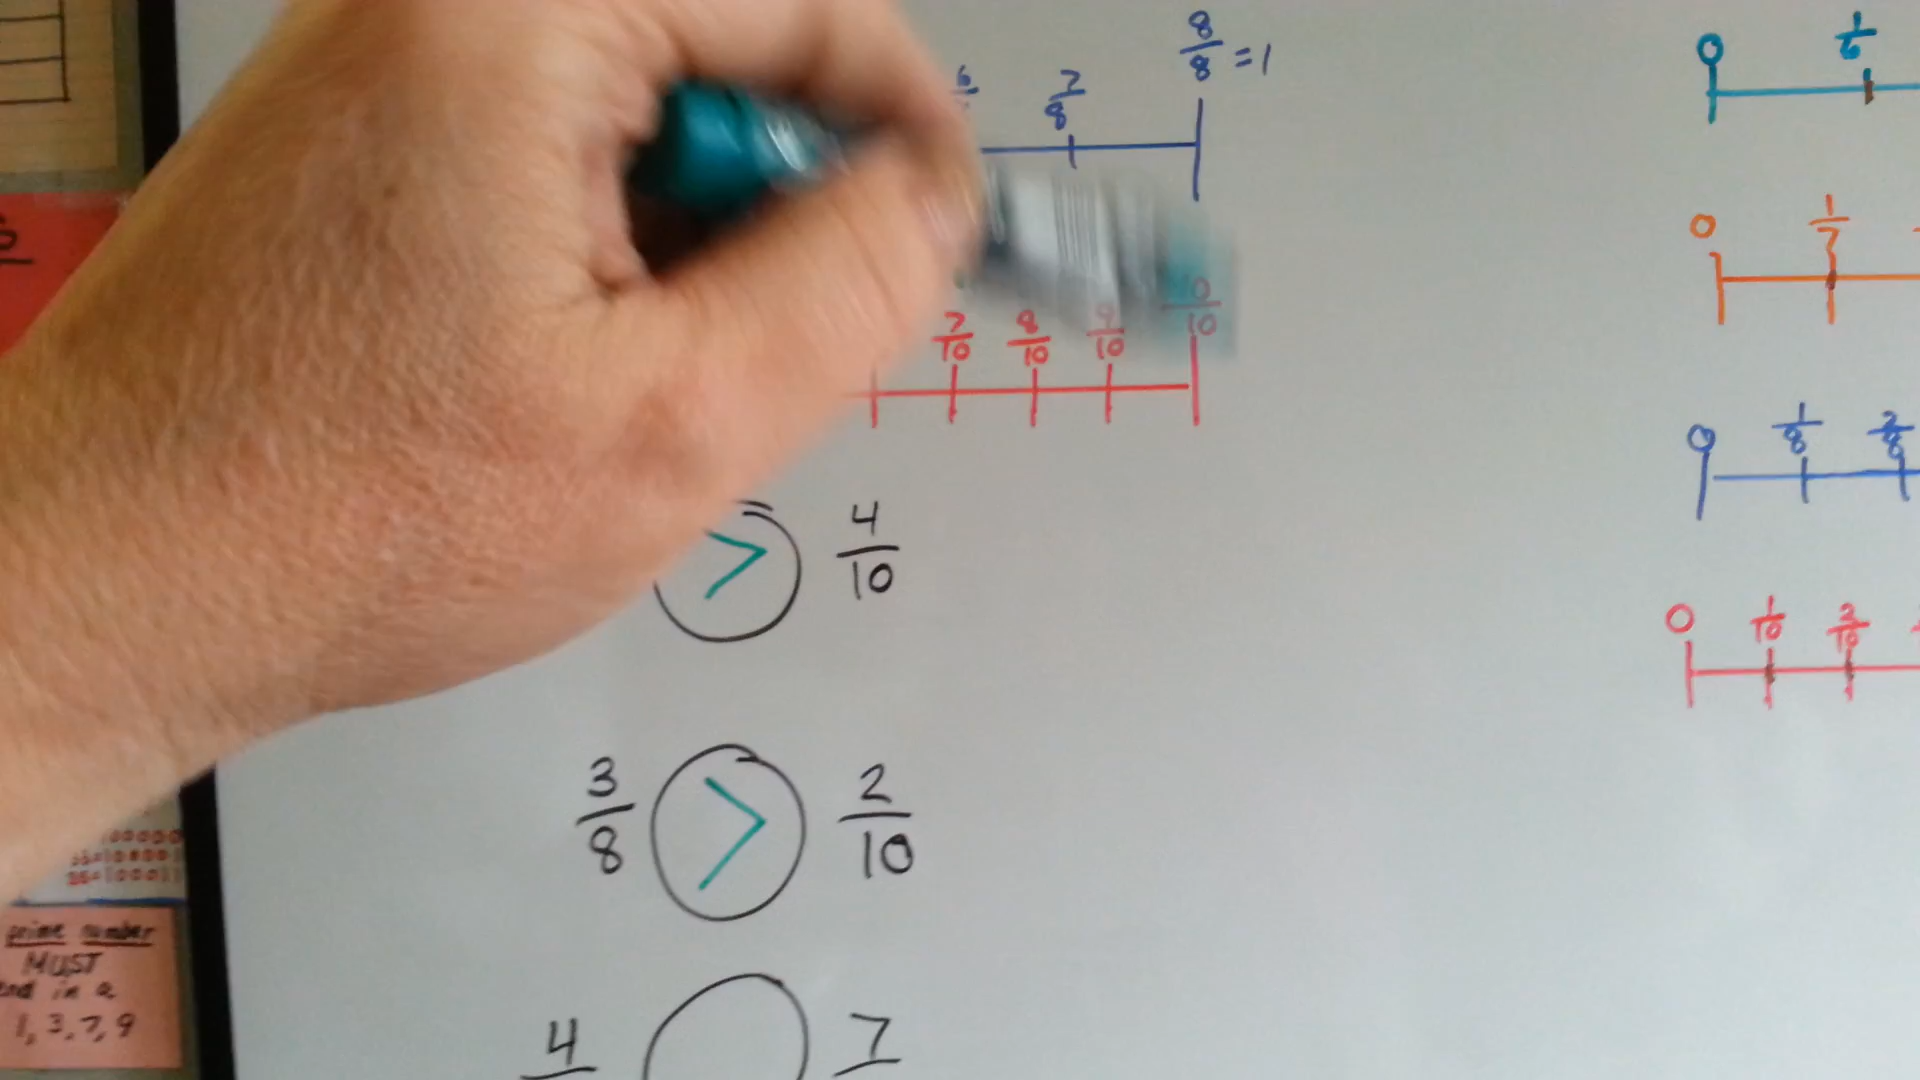 8/8 = 1
7/8
7/10 8/10 9/10 10/10
> 4/10
3/8 > 2/10
4 7
0 1/6
0 1/7
0 1/8 2/8
0 1/10 2/10
prime number
MUST
end in a
1, 3, 7, 9